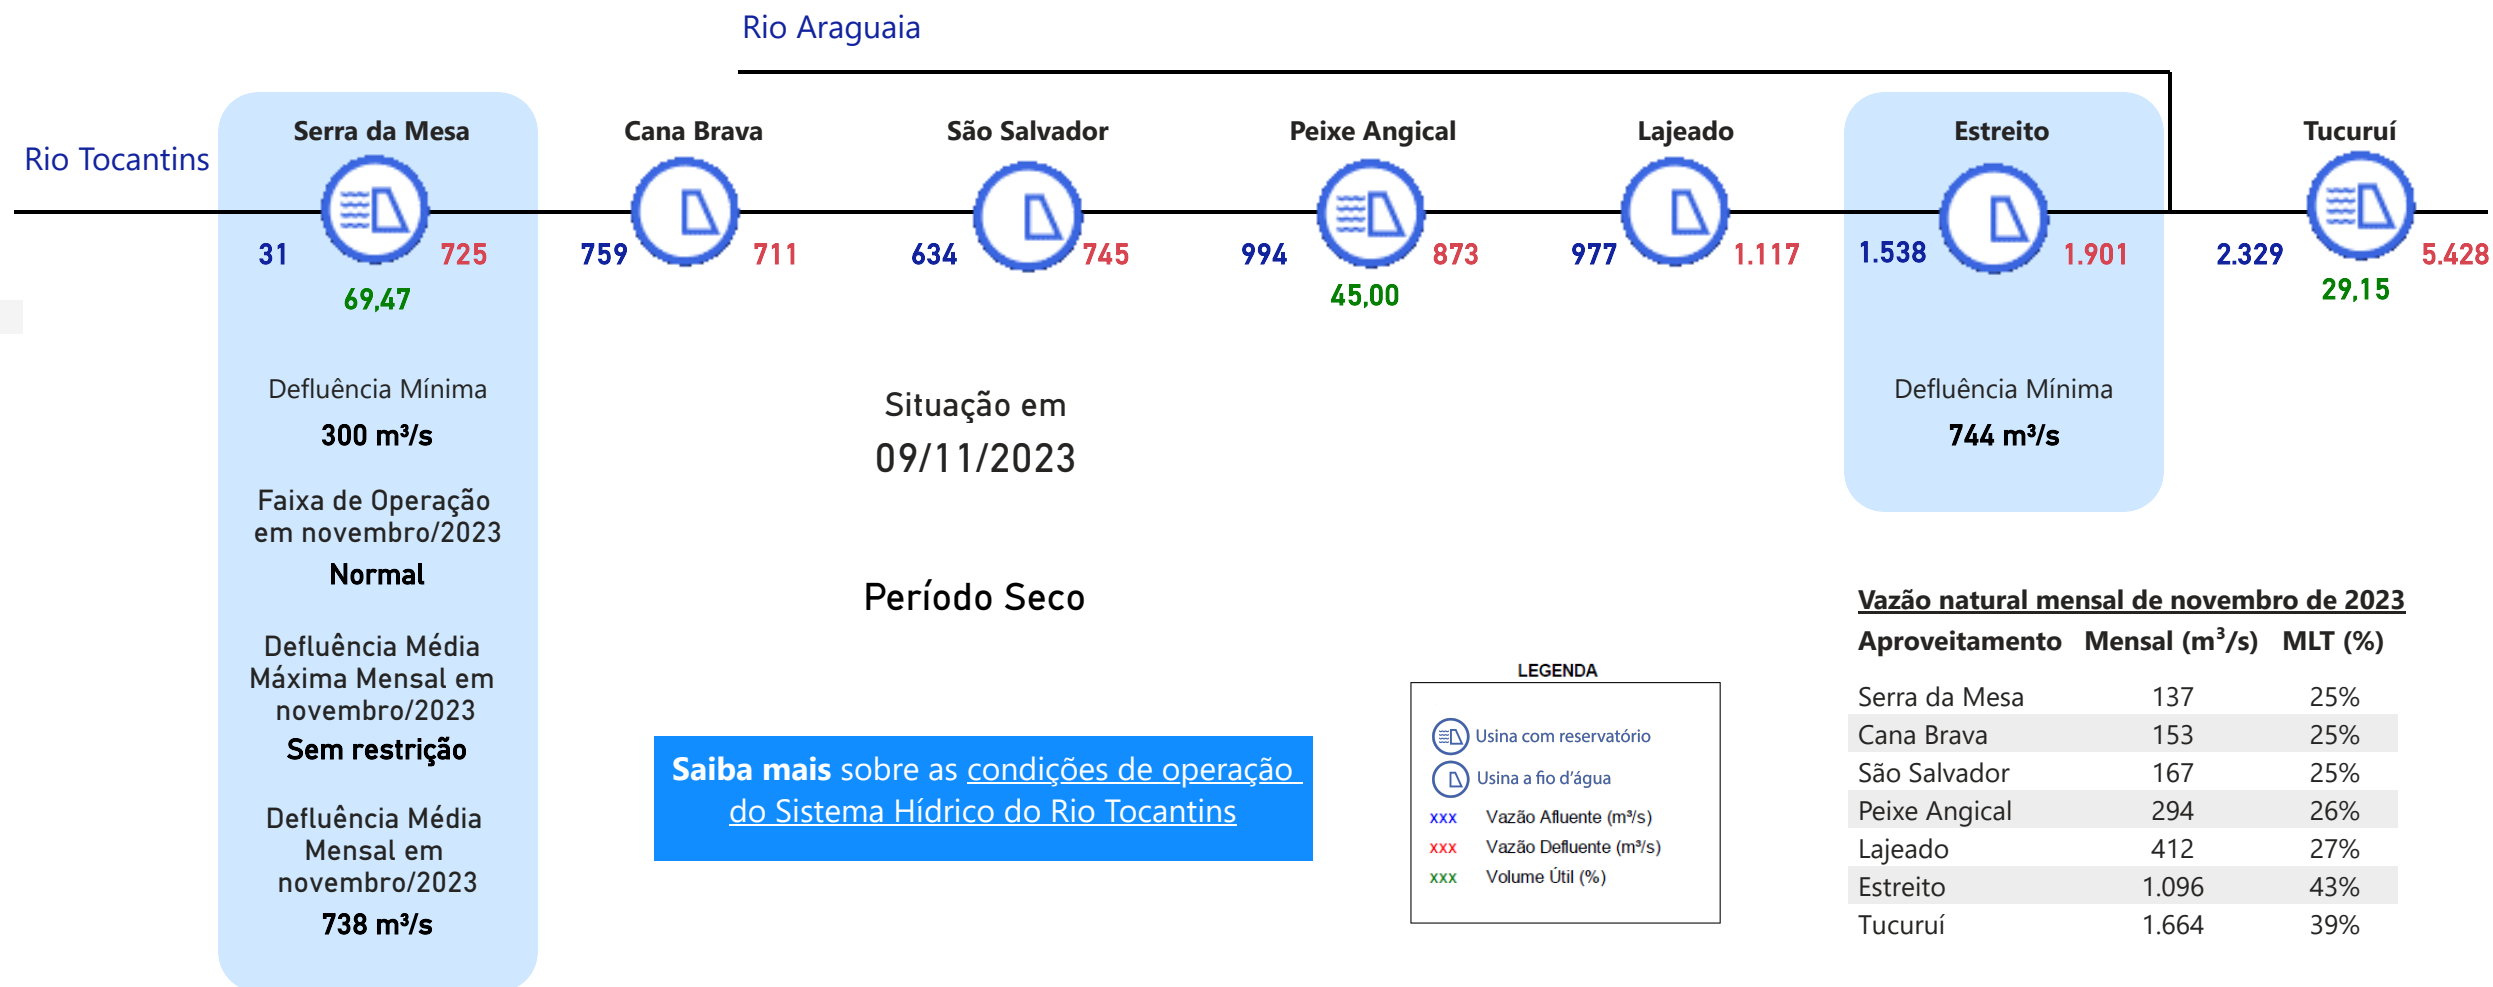 Rio Araguaia
Rio Tocantins
Serra da Mesa
Cana Brava
São Salvador
Peixe Angical
Lajeado
Estreito
Tucuruí
31
725
759
711
634
745
994
873
977
1.117
1.538
1.901
2.329
5.428
69,47
45,00
29,15
Defluência Mínima
300 m³/s
Faixa de Operação
em novembro/2023
Normal
Defluência Média
Máxima Mensal em
novembro/2023
Sem restrição
Defluência Média
Mensal em
novembro/2023
738 m³/s
Situação em
09/11/2023
Período Seco
Saiba mais sobre as condições de operação
do Sistema Hídrico do Rio Tocantins
Defluência Mínima
744 m³/s
LEGENDA
Usina com reservatório
Usina a fio d'água
xxx Vazão Afluente (m³/s)
xxx Vazão Defluente (m³/s)
xxx Volume Útil (%)
Vazão natural mensal de novembro de 2023
Aproveitamento Mensal (m³/s) MLT (%)
Serra da Mesa 137 25%
Cana Brava 153 25%
São Salvador 167 25%
Peixe Angical 294 26%
Lajeado 412 27%
Estreito 1.096 43%
Tucuruí 1.664 39%